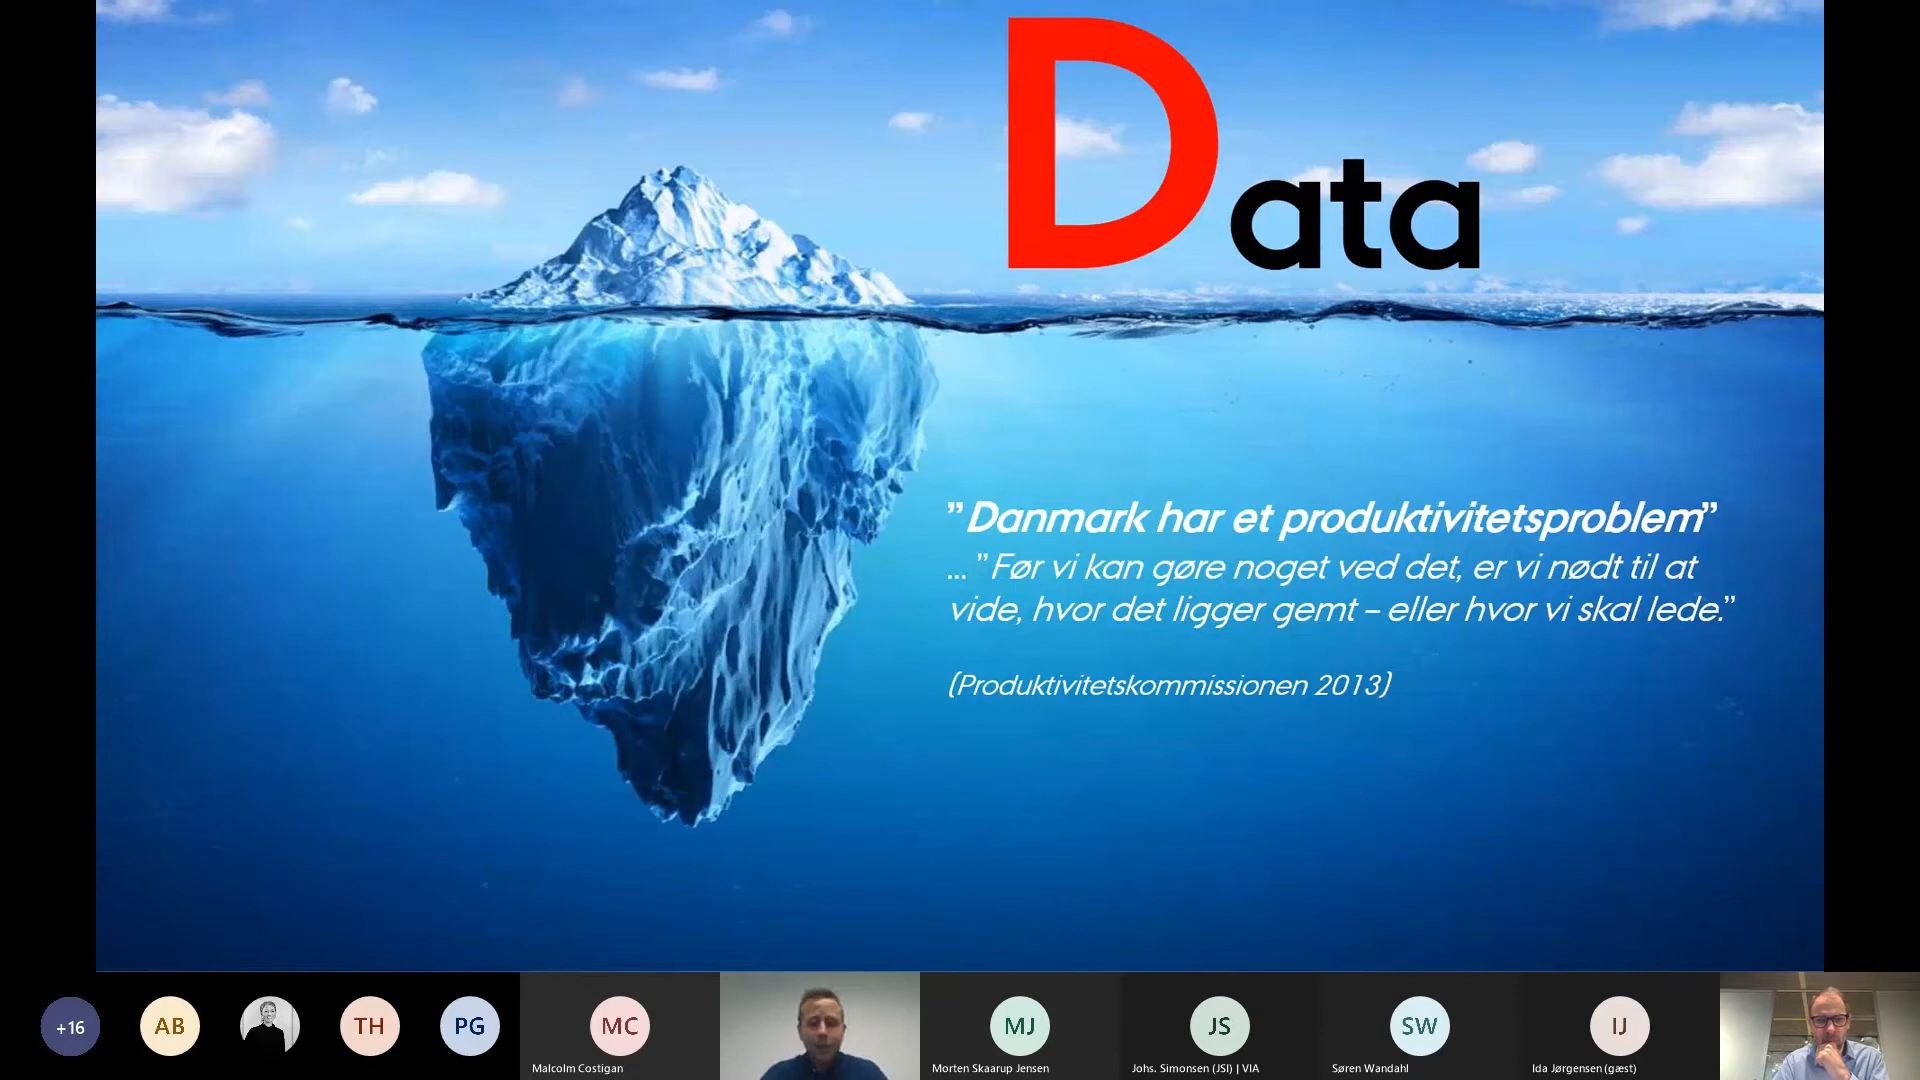 Data
”Danmark har et produktivitetsproblem”
... ”Før vi kan gøre noget ved det, er vi nødt til at
vide, hvor det ligger gemt – eller hvor vi skal lede.”
(Produktivitetskommissionen 2013)
+16
AB
TH
PG
MC
MJ
JS
SW
IJ
Malcolm Costigan
Morten Skaarup Jensen
Johs. Simonsen (JSI) | VIA
Søren Wandahl
Ida Jørgensen (gæst)